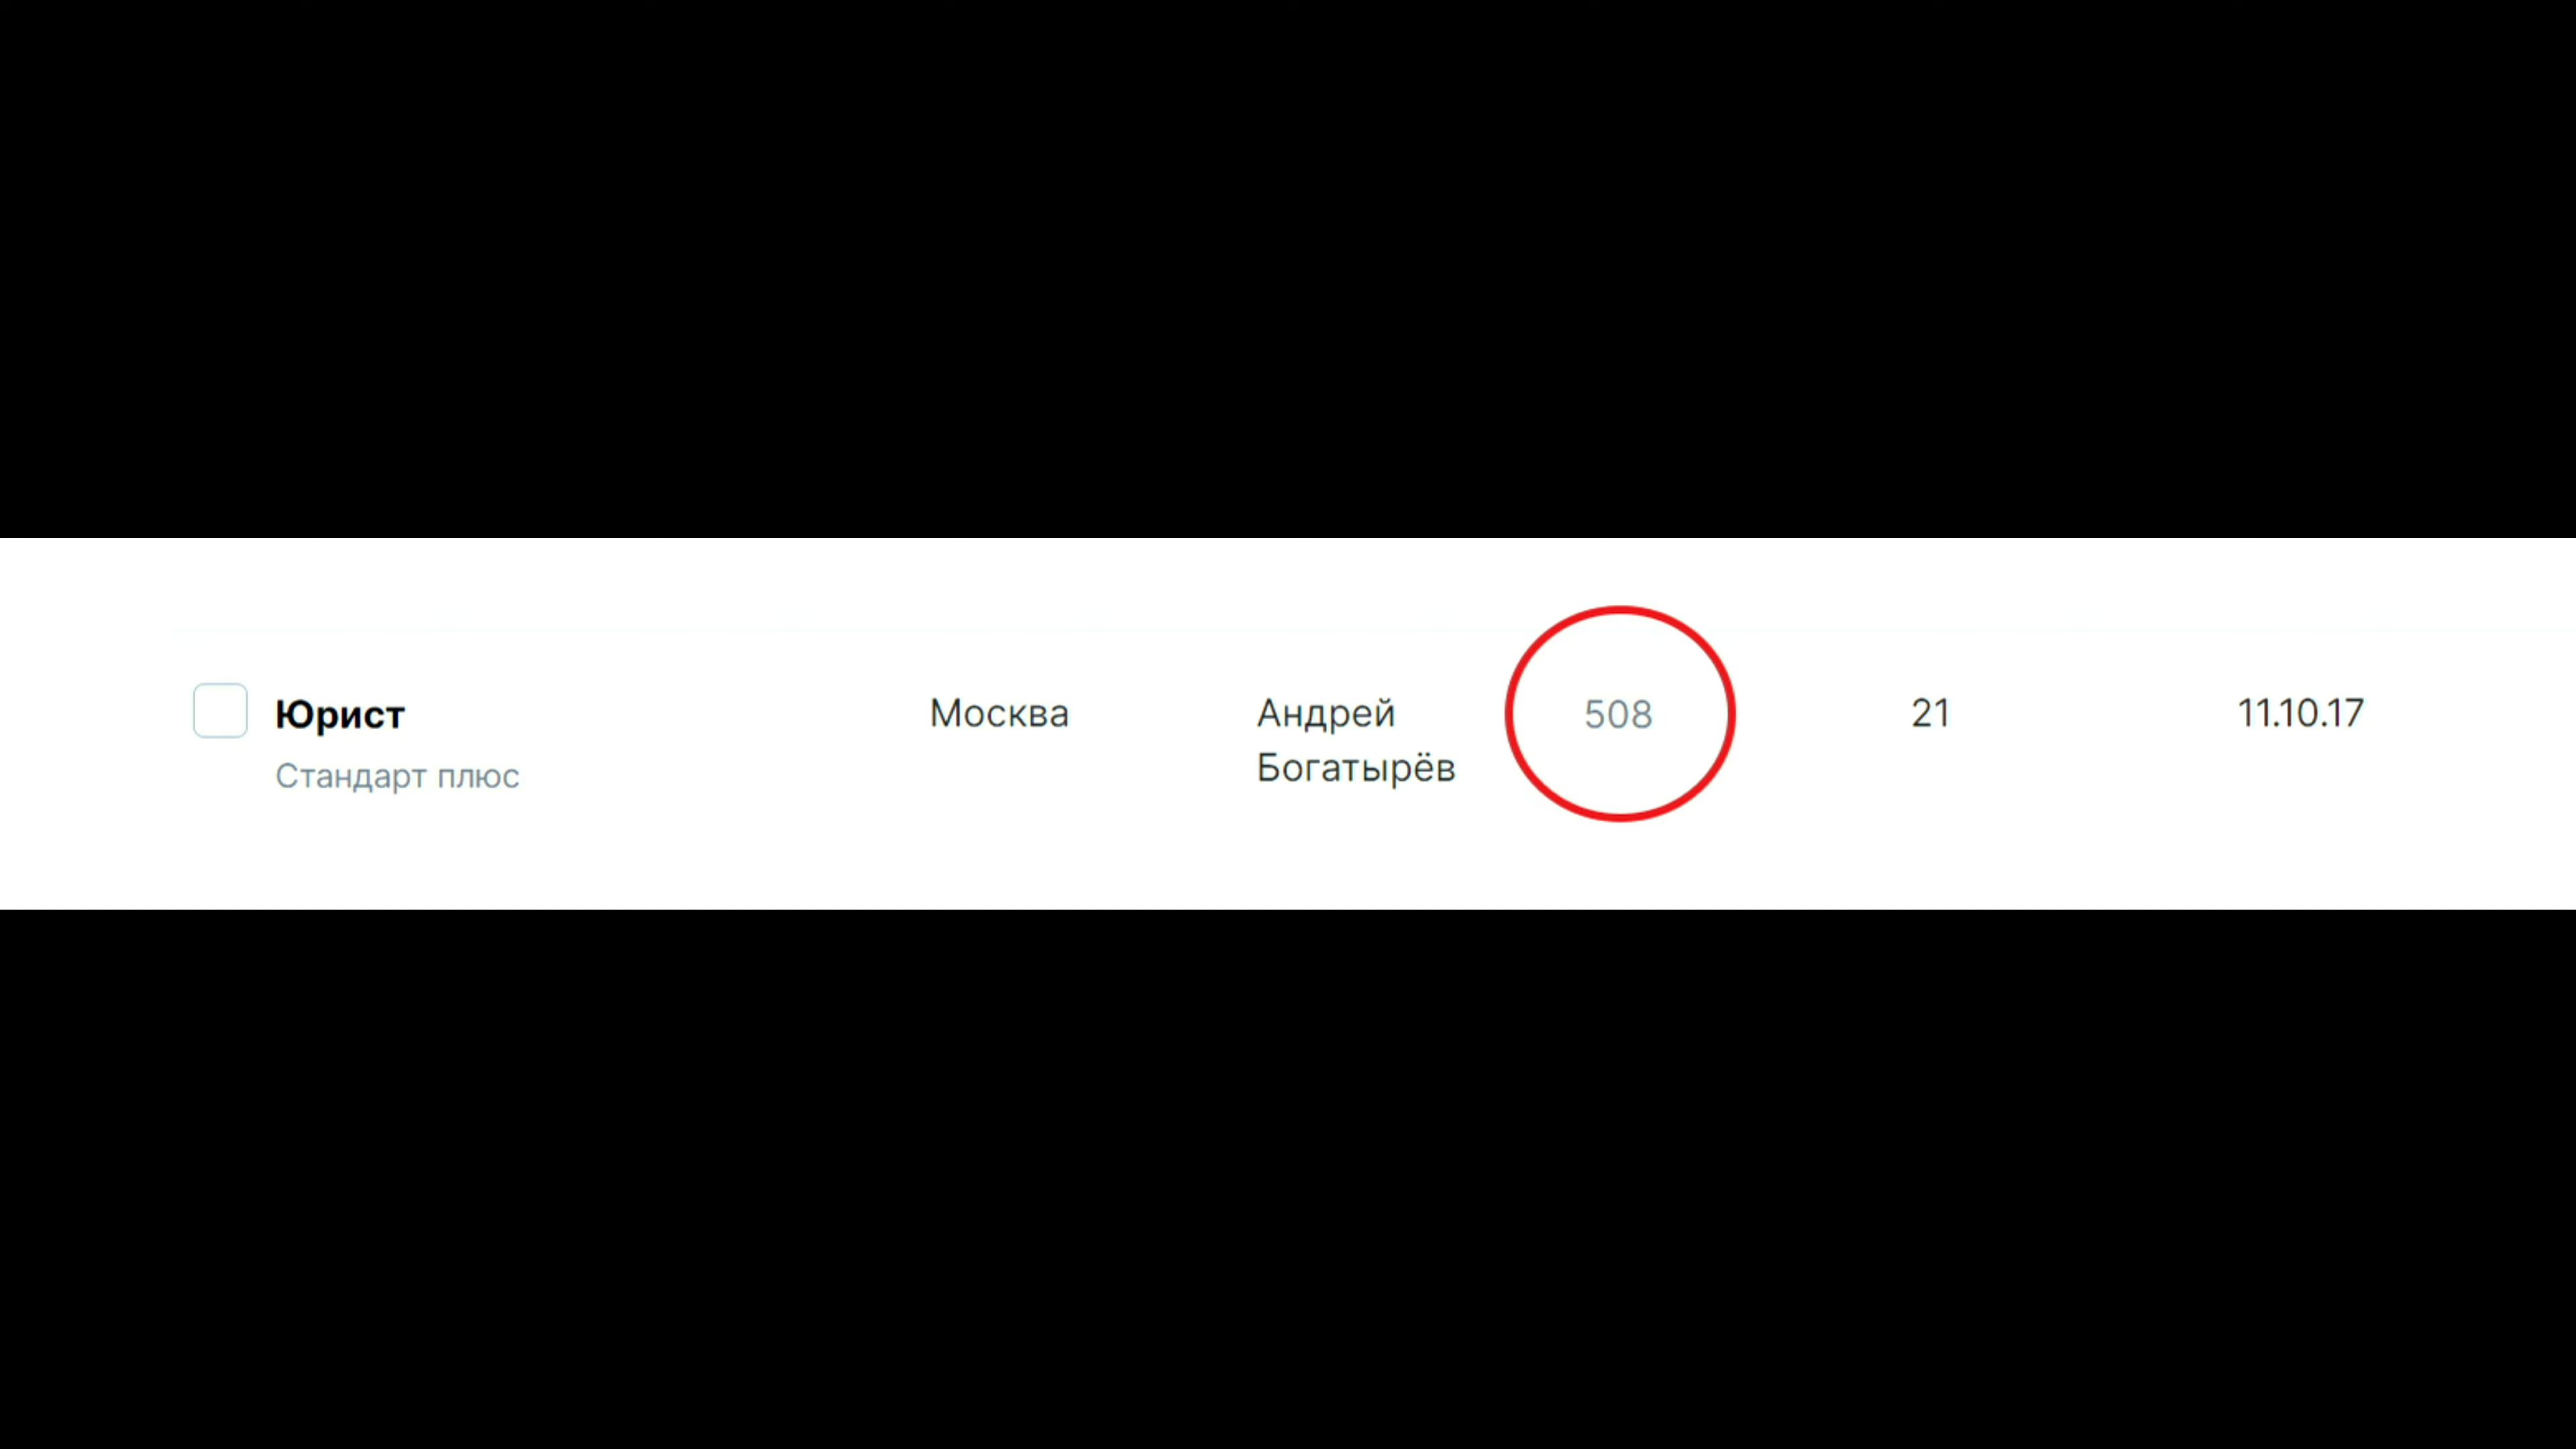 Юрист
Стандарт плюс
Москва
Андрей
Богатырёв
508
21
11.10.17